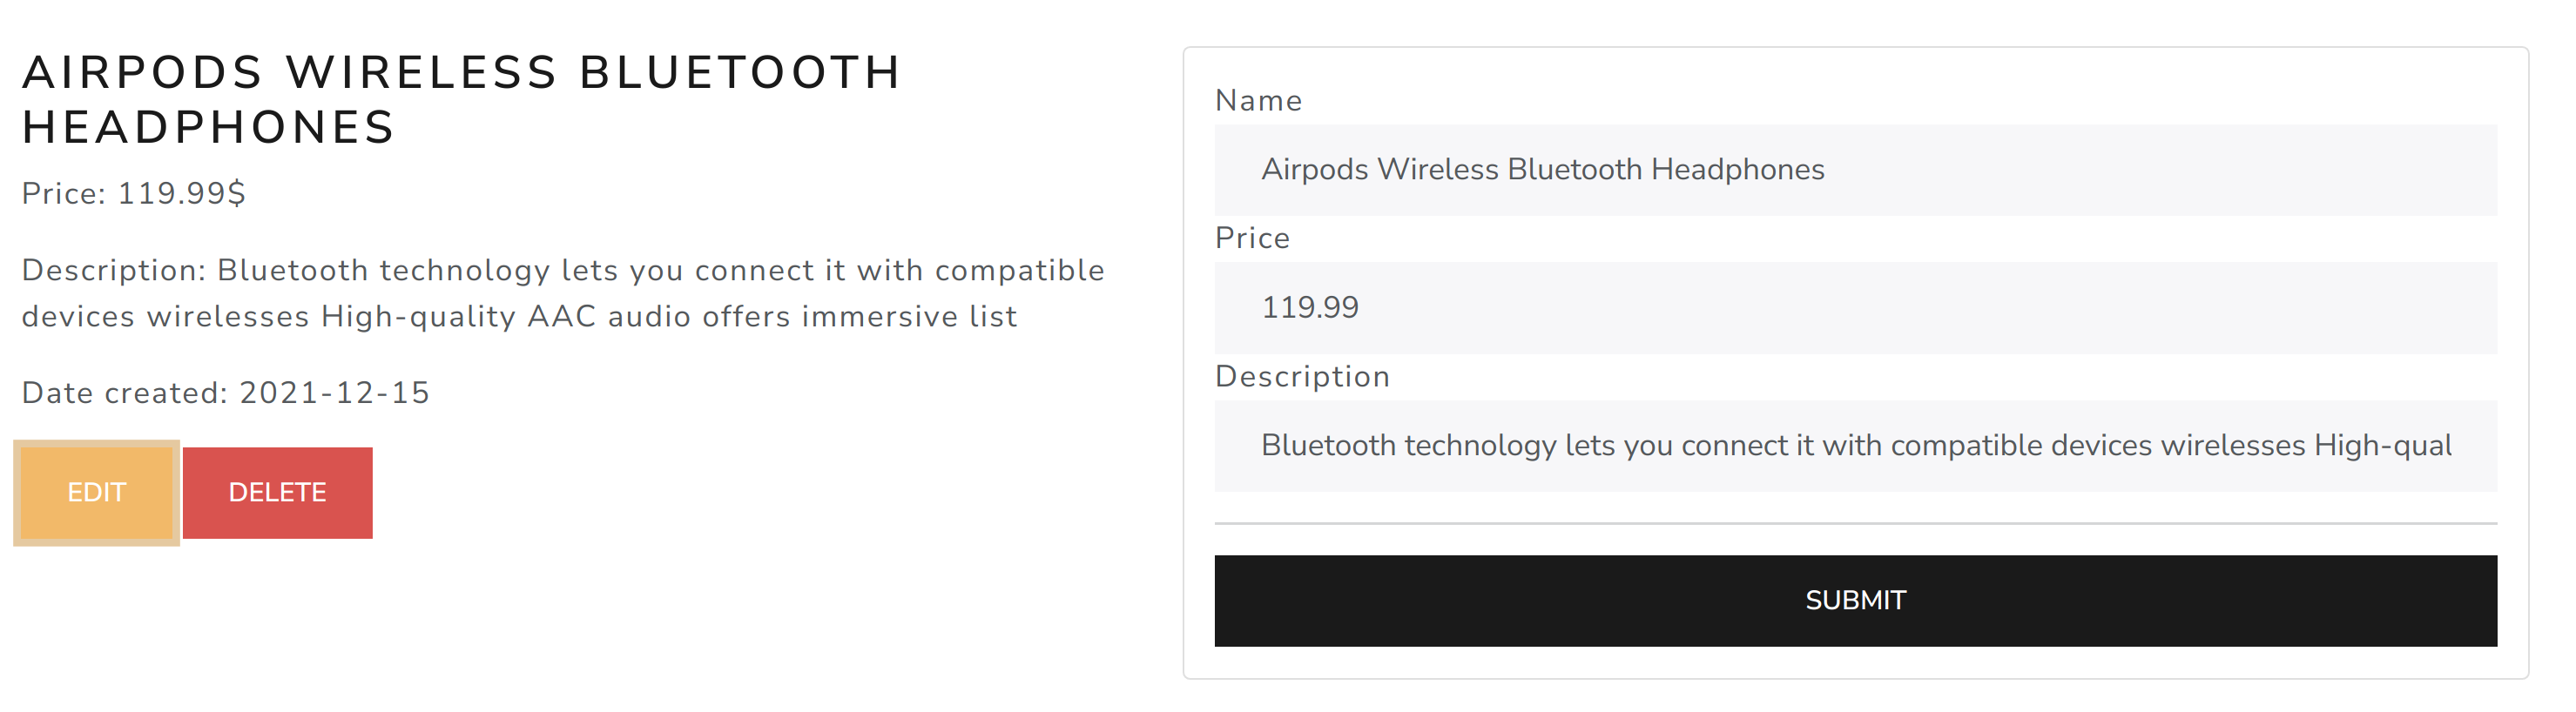 AIRPODS WIRELESS BLUETOOTH
HEADPHONES
Price: 119.99$
Description: Bluetooth technology lets you connect it with compatible
devices wirelesses High-quality AAC audio offers immersive list
Date created: 2021-12-15
EDIT
DELETE
Name
Airpods Wireless Bluetooth Headphones
Price
119.99
Description
Bluetooth technology lets you connect it with compatible devices wirelesses High-qual
SUBMIT